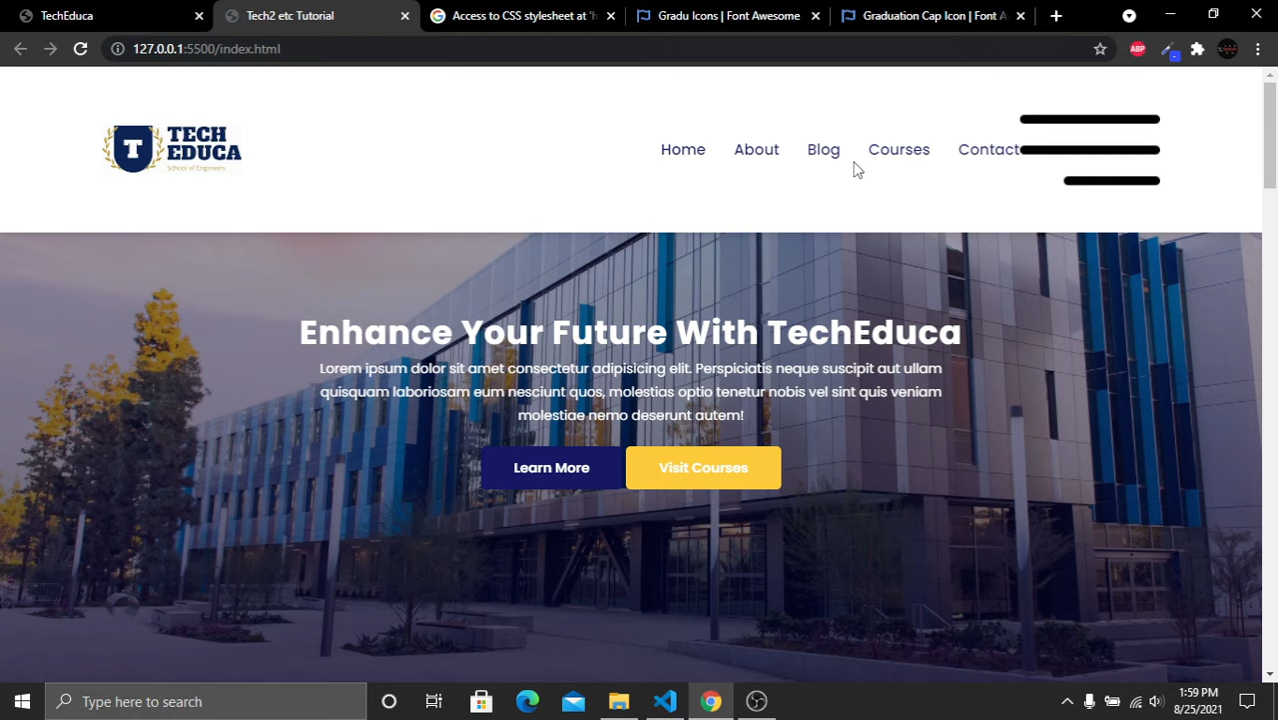 TechEduca
Tech2 etc Tutorial
Access to CSS stylesheet at 'h
Gradu Icons | Font Awesome
Graduation Cap Icon | Font A
127.0.0.1:5500/index.html
ABP
T
TECH
EDUCA
School of Engineers
Home
About
Blog
Courses
Contact
Enhance Your Future With TechEduca
Lorem ipsum dolor sit amet consectetur adipisicing elit. Perspiciatis neque suscipit aut ullam
quisquam laboriosam eum nesciunt quos, molestias optio tenetur nobis vel sint quis veniam
molestiae nemo deserunt autem!
Learn More
Visit Courses
Type here to search
1:59 PM
8/25/2021